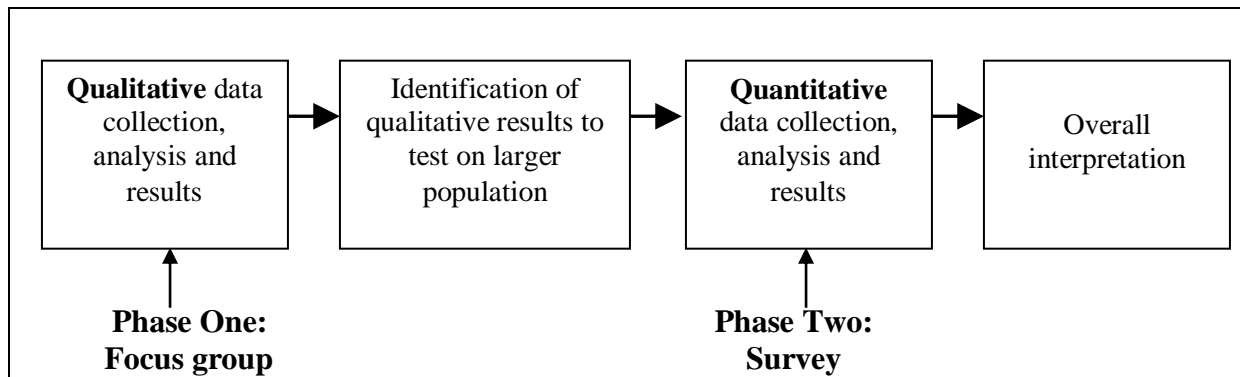 Qualitative data
collection,
analysis and
results
Identification of
qualitative results to
test on larger
population
Quantitative
data collection,
analysis and
results
Overall
interpretation
Phase One:
Focus group
Phase Two:
Survey